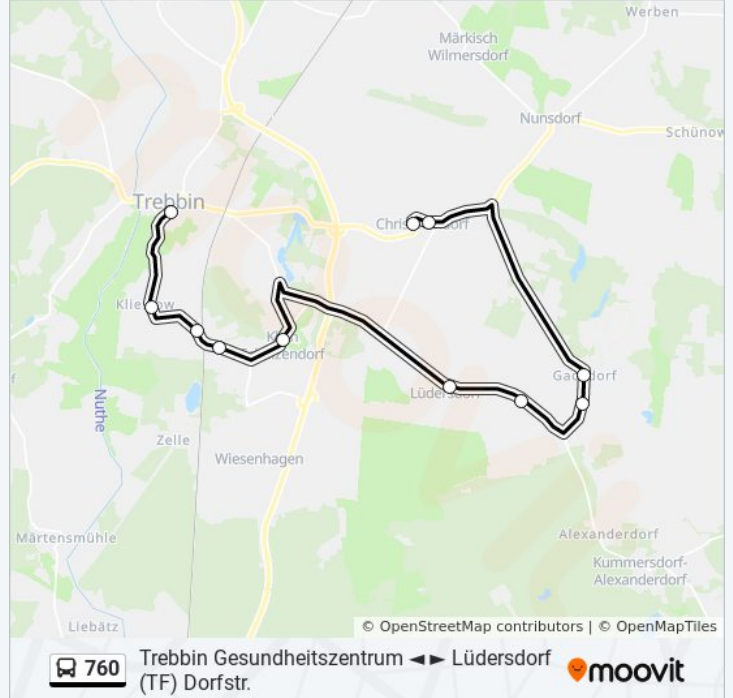 Werben
Märkisch
Wilmersdorf
Nunsdorf
Schünow
Trebbin
Nuthe
Zelle
Wiesenhagen
Alexanderdorf
Märtensmühle
Kummersdorf-
Alexanderdorf
Liebätz
© OpenStreetMap contributors | © OpenMapTiles
760
Trebbin Gesundheitszentrum ◄ ► Lüdersdorf
(TF) Dorfstr.
moovit